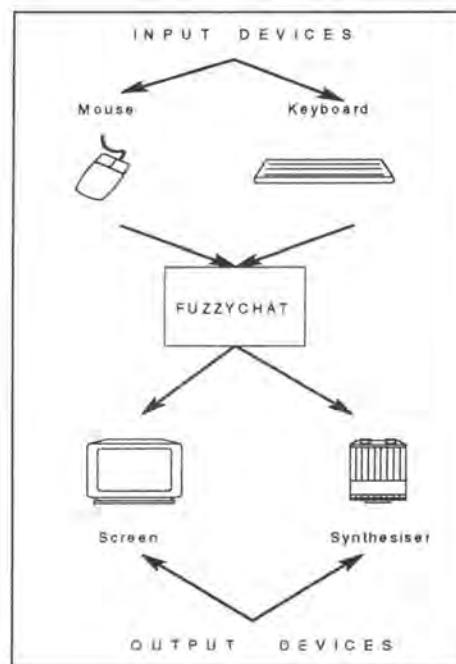 INPUT DEVICES
Mouse Keyboard
FUZZYCHAT
Screen Synthesiser
OUTPUT DEVICES